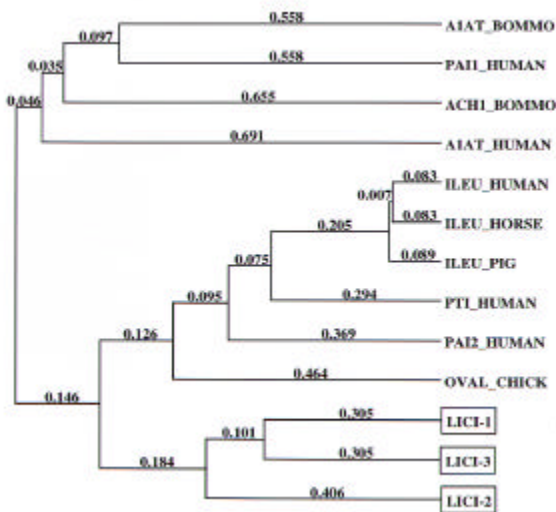 0.558
A1AT_BOMMO
0.097
0.558
PAI1_HUMAN
0.035
0.655
ACH1_BOMMO
0.046
0.691
A1AT_HUMAN
0.083
ILEU_HUMAN
0.007
0.083
ILEU_HORSE
0.205
0.089
ILEU_PIG
0.075
0.294
PTI_HUMAN
0.095
0.369
PAI2_HUMAN
0.126
0.464
OVAL_CHICK
0.146
0.305
LICI-1
0.101
0.305
LICI-3
0.184
0.406
LICI-2